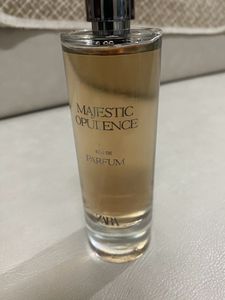 MAJESTIC
OPULENCE
EAU DE
PARFUM
ZARA